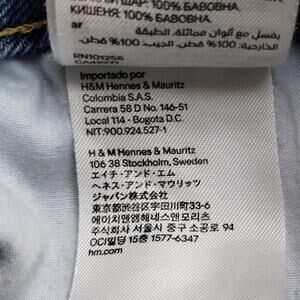 ШАР: 100% БАВОВНА.
КИШЕНЯ: 100% БАВОВНА.
ar
يغسل مع ألوان مماثلة.
الخارجية: 100% قطن. الجيب: 100% قطن.
RN101255
Importado por
H&M Hennes & Mauritz
Colombia S.A.S.
Carrera 58 D No. 146-51
Local 114 - Bogota D.C.
NIT:900.924.527-1
H & M Hennes & Mauritz
106 38 Stockholm, Sweden
エイチ・アンド・エム
ヘネス・アンド・マウリッツ
ジャパン株式会社
東京都渋谷区宇田川町33-6
에이치앤엠헤네스앤모리츠
주식회사 서울시 중구 소공로 94
OCI빌딩 15층 1577-6347
hm.com